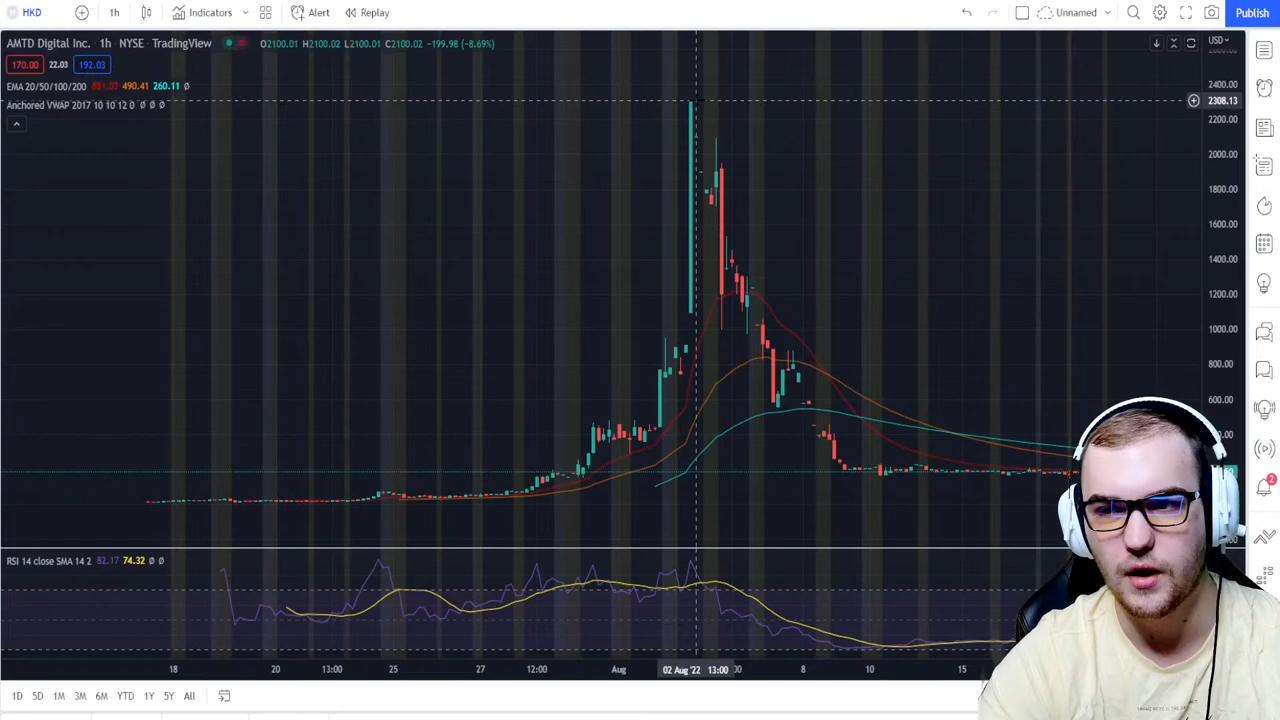 HKD
1h
Indicators
Alert
Replay
Unnamed
Publish
AMTD Digital Inc. · 1h · NYSE · TradingView
O2100.01 H2100.02 L2100.01 C2100.02 −199.98 (−8.69%)
USD
170.00 22.03 192.03
EMA 20/50/100/200 490.41 260.11 Ø
Anchored VWAP 2017 10 10 12 0 Ø Ø Ø
2400.00
2308.13
2200.00
2000.00
1800.00
1600.00
1400.00
1200.00
1000.00
800.00
600.00
2
RSI 14 close SMA 14 2 82.17 74.32 Ø Ø
18
20
13:00
25
27
12:00
Aug
02 Aug '22 13:00
8
10
15
1D 5D 1M 3M 6M YTD 1Y 5Y All